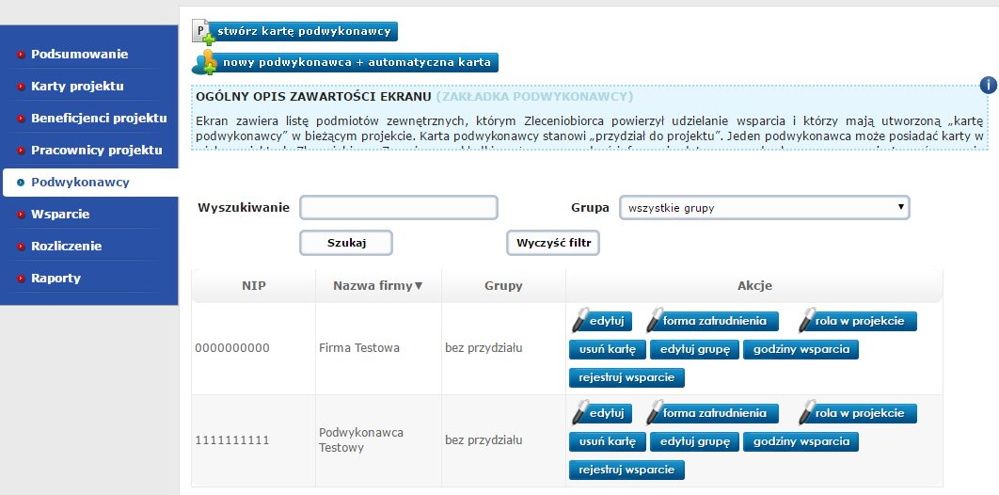 stwórz kartę podwykonawcy
nowy podwykonawca + automatyczna karta
Podsumowanie
Karty projektu
Beneficjenci projektu
Pracownicy projektu
Podwykonawcy
Wsparcie
Rozliczenie
Raporty
OGÓLNY OPIS ZAWARTOŚCI EKRANU (ZAKŁADKA PODWYKONAWCY)
Ekran zawiera listę podmiotów zewnętrznych, którym Zleceniobiorca powierzył udzielanie wsparcia i którzy mają utworzoną „kartę
podwykonawcy” w bieżącym projekcie. Karta podwykonawcy stanowi „przydział do projektu”. Jeden podwykonawca może posiadać karty w
Wyszukiwanie
Grupa wszystkie grupy
Szukaj Wyczyść filtr
NIP Nazwa firmy▼ Grupy Akcje
0000000000 Firma Testowa bez przydziału
edytuj forma zatrudnienia rola w projekcie
usuń kartę edytuj grupę godziny wsparcia
rejestruj wsparcie
1111111111 Podwykonawca
Testowy bez przydziału
edytuj forma zatrudnienia rola w projekcie
usuń kartę edytuj grupę godziny wsparcia
rejestruj wsparcie